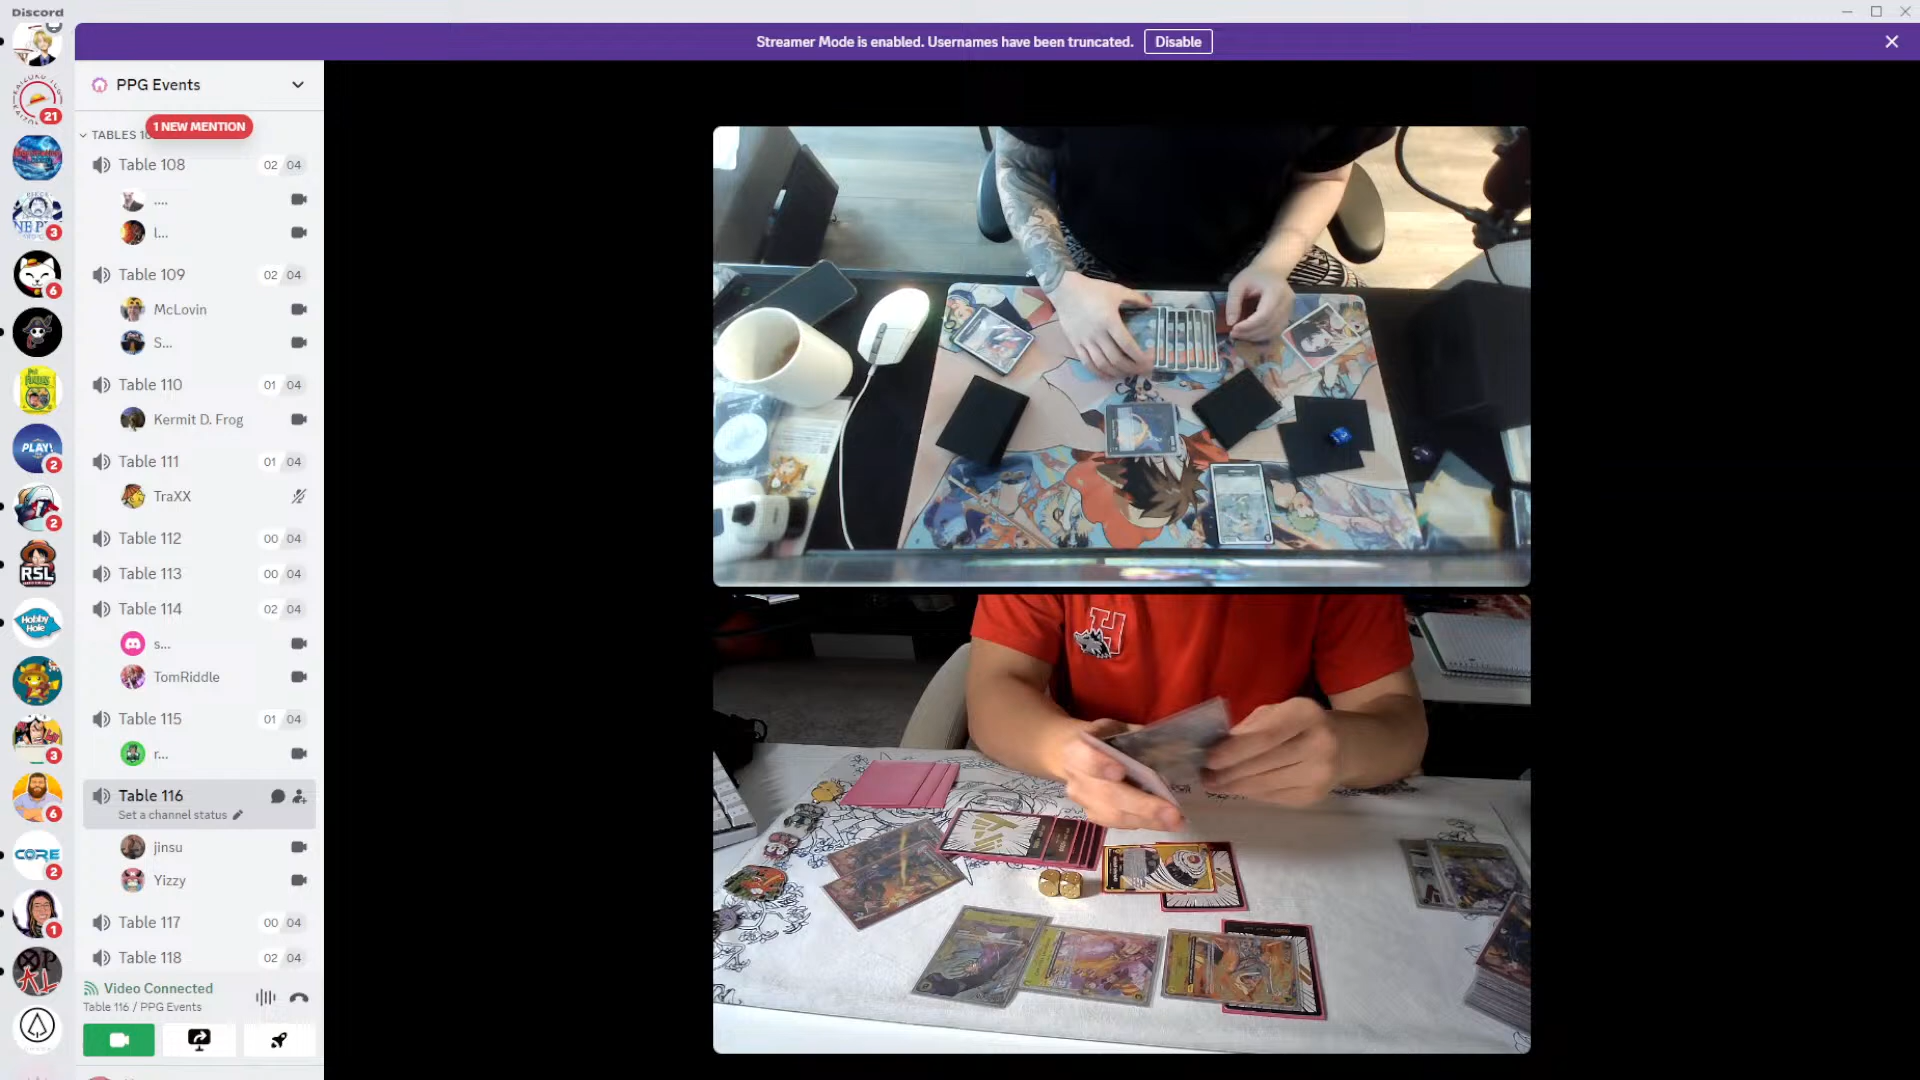 Discord
Streamer Mode is enabled. Usernames have been truncated.
Disable
PPG Events
1 NEW MENTION
TABLES 10
Table 108
02 04
....
l...
Table 109
02 04
McLovin
S...
Table 110
01 04
Kermit D. Frog
Table 111
01 04
TraXX
Table 112
00 04
Table 113
00 04
Table 114
02 04
s...
TomRiddle
Table 115
01 04
r...
Table 116
Set a channel status
jinsu
Yizzy
Table 117
00 04
Table 118
02 04
Video Connected
Table 116 / PPG Events
21
3
6
PLAY!
2
2
RSL
Hobby
Hole
3
6
CORE
2
1
H